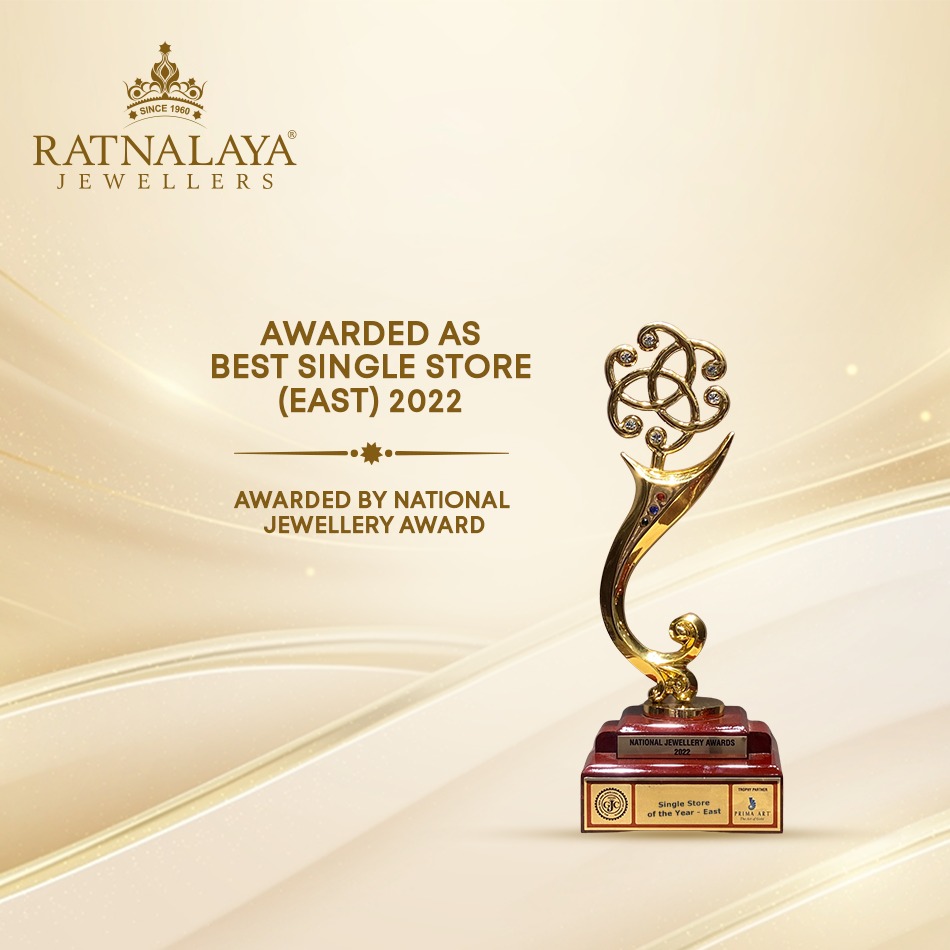 SINCE 1960
RATNALAYA®
JEWELLERS
AWARDED AS
BEST SINGLE STORE
(EAST) 2022
AWARDED BY NATIONAL
JEWELLERY AWARD
NATIONAL JEWELLERY AWARDS
2022
GJC
Single Store
of the Year - East
TROPHY PARTNER
PRIMA ART